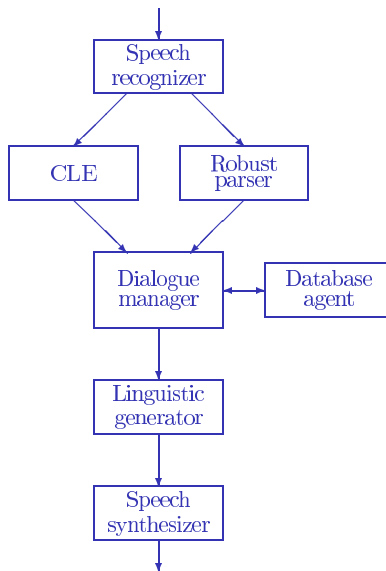 Speech
recognizer
CLE
Robust
parser
Dialogue
manager
Database
agent
Linguistic
generator
Speech
synthesizer